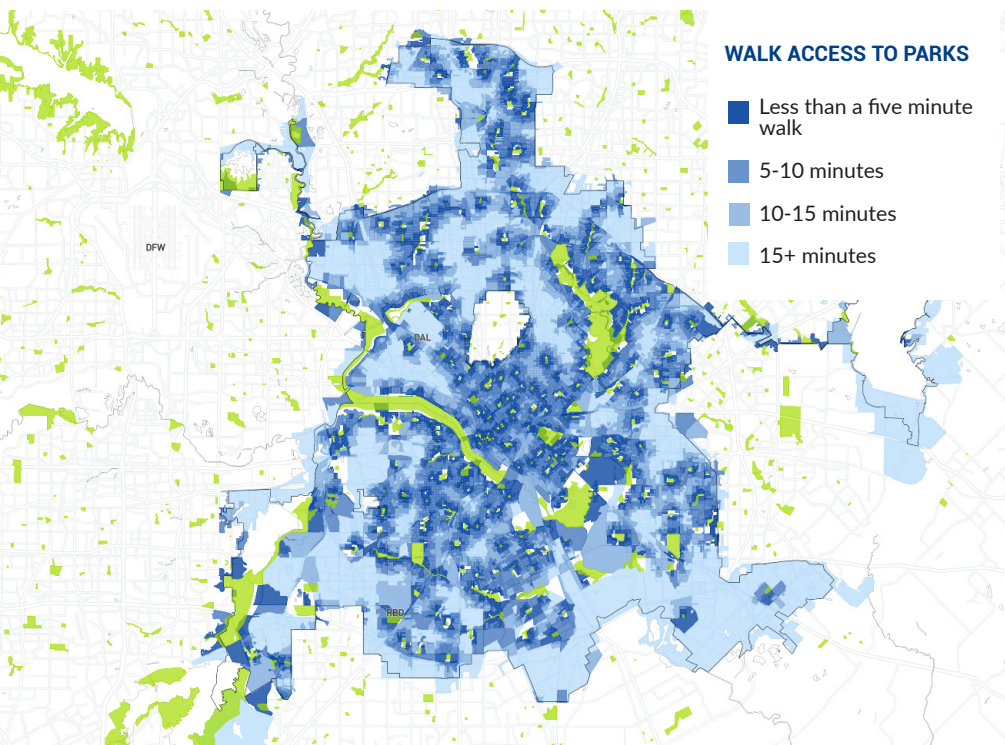 WALK ACCESS TO PARKS
Less than a five minute
walk
5-10 minutes
10-15 minutes
15+ minutes
DFW
DAL
RBD